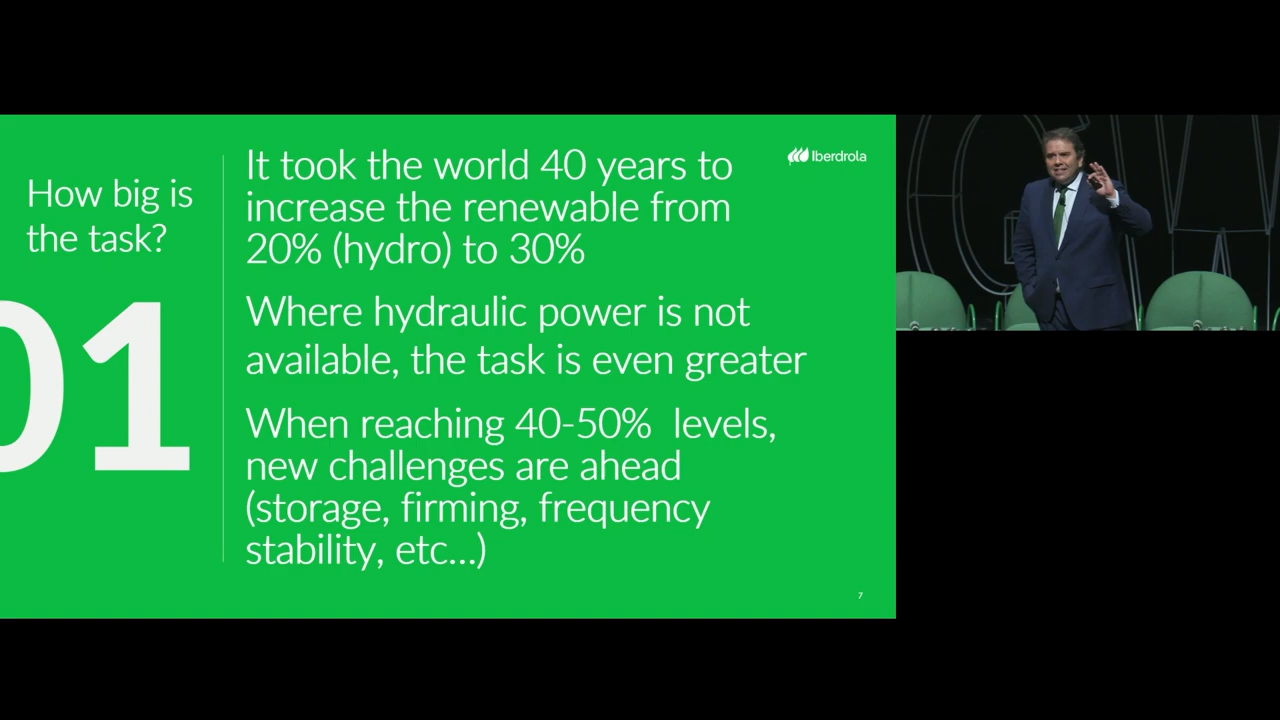 How big is
the task?
01
It took the world 40 years to
increase the renewable from
20% (hydro) to 30%
Where hydraulic power is not
available, the task is even greater
When reaching 40-50%  levels,
new challenges are ahead
(storage, firming, frequency
stability, etc...)
Iberdrola
7